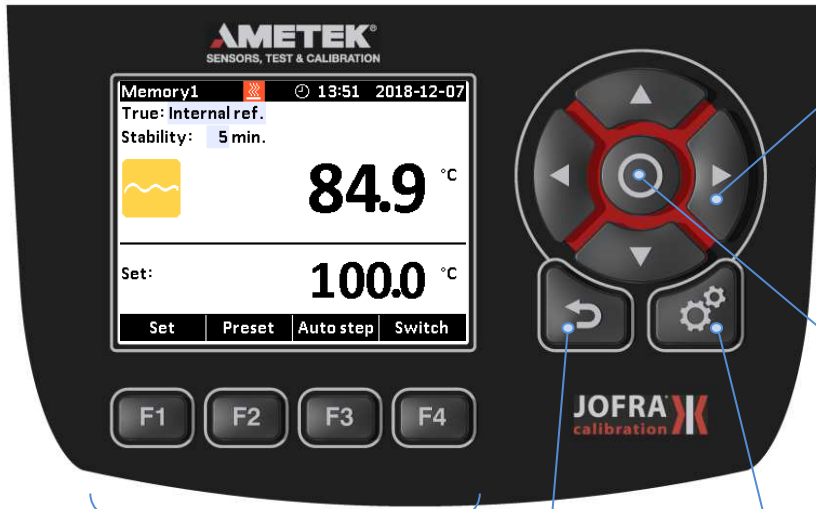 AMETEK®
SENSORS, TEST & CALIBRATION
Memory1 13:51 2018-12-07
True: Internal ref.
Stability: 5 min.
84.9 °C
Set: 100.0 °C
Set Preset Auto step Switch
F1 F2 F3 F4
JOFRA
calibration